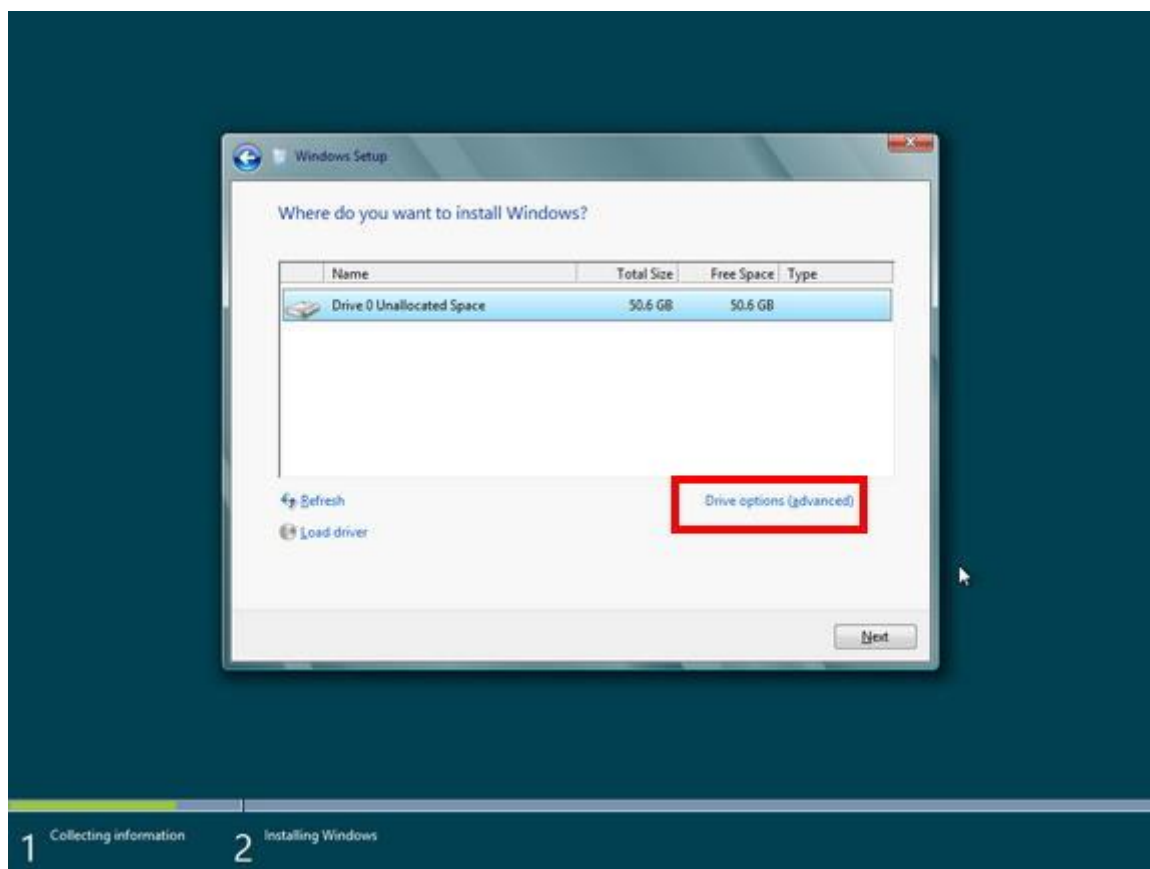 Windows Setup
Where do you want to install Windows?
Name Total Size Free Space Type
Drive 0 Unallocated Space 50.6 GB 50.6 GB
Refresh Drive options (advanced)
Load driver
Next
1 Collecting information 2 Installing Windows